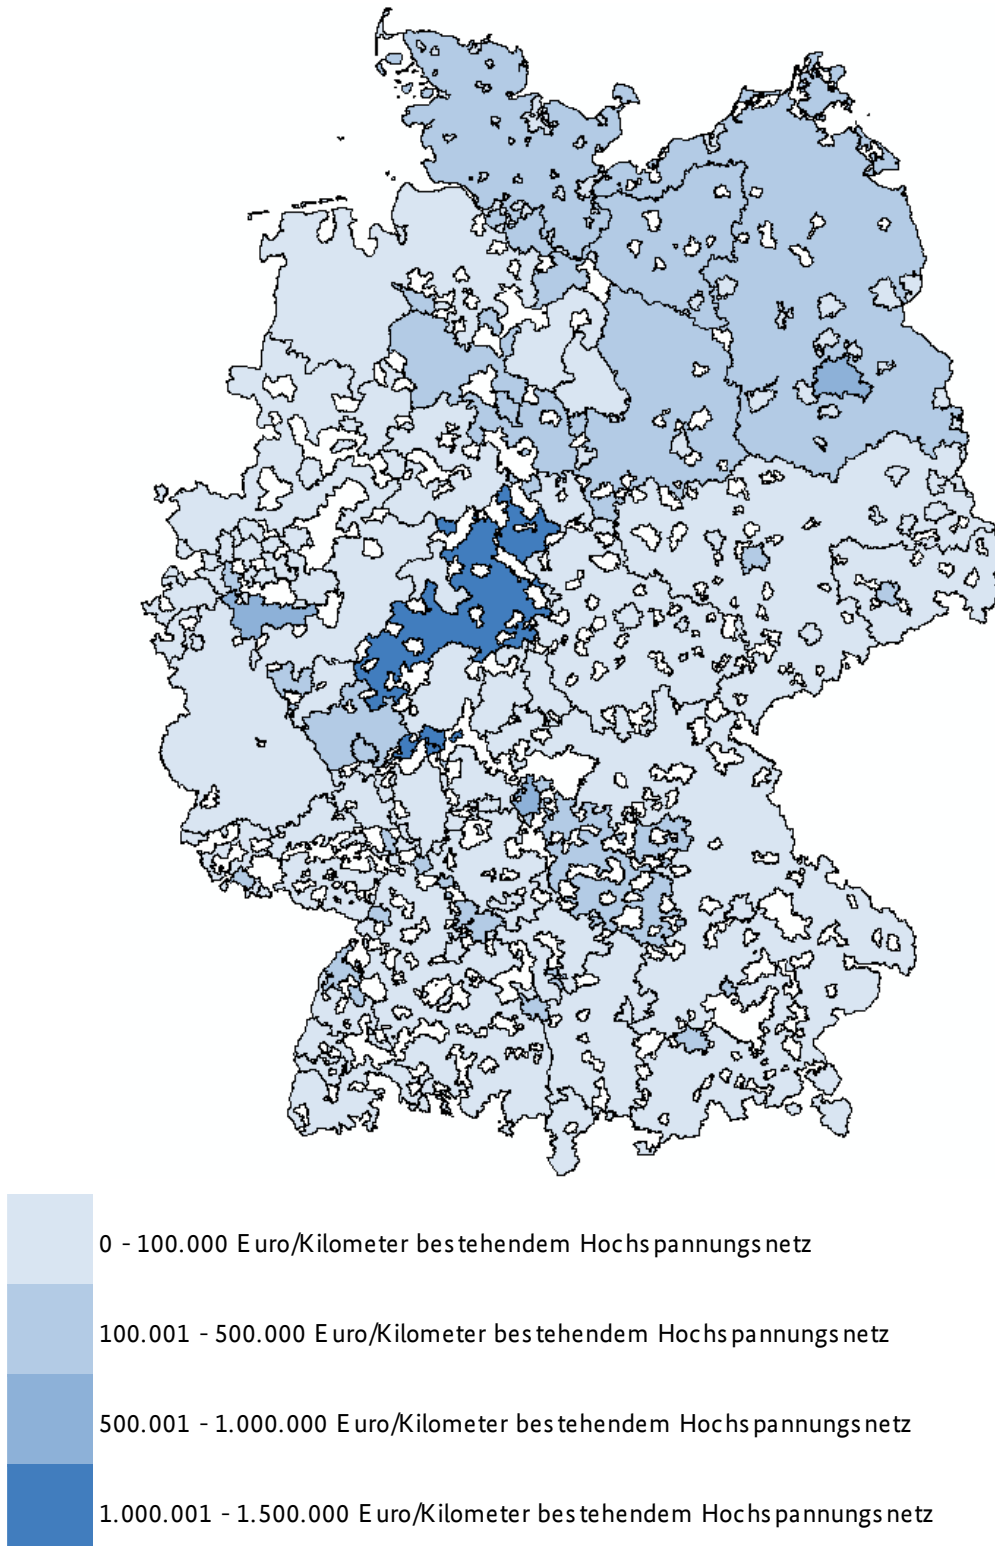 0 - 100.000 Euro/Kilometer bestehendem Hochspannungsnetz
100.001 - 500.000 Euro/Kilometer bestehendem Hochspannungsnetz
500.001 - 1.000.000 Euro/Kilometer bestehendem Hochspannungsnetz
1.000.001 - 1.500.000 Euro/Kilometer bestehendem Hochspannungsnetz